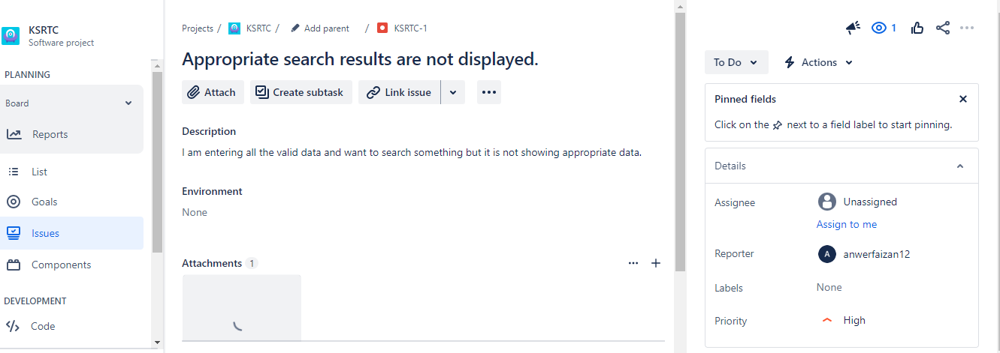 KSRTC
Software project
PLANNING
Board
Reports
List
Goals
Issues
Components
DEVELOPMENT
Code
Projects / KSRTC / Add parent / KSRTC-1
Appropriate search results are not displayed.
Attach Create subtask Link issue
Description
I am entering all the valid data and want to search something but it is not showing appropriate data.
Environment
None
Attachments 1
1
To Do Actions
Pinned fields
Click on the next to a field label to start pinning.
Details
Assignee Unassigned
Assign to me
Reporter A anwerfaizan12
Labels None
Priority High